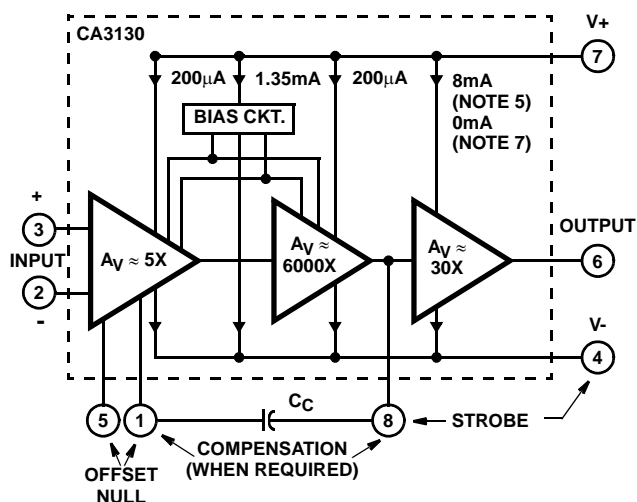 CA3130
V+
7
200µA
1.35mA
200µA
8mA
(NOTE 5)
0mA
(NOTE 7)
BIAS CKT.
+
3
INPUT
2
-
AV ≈ 5X
AV ≈
6000X
AV ≈
30X
OUTPUT
6
V-
4
5
1
CC
8
STROBE
COMPENSATION
(WHEN REQUIRED)
OFFSET
NULL